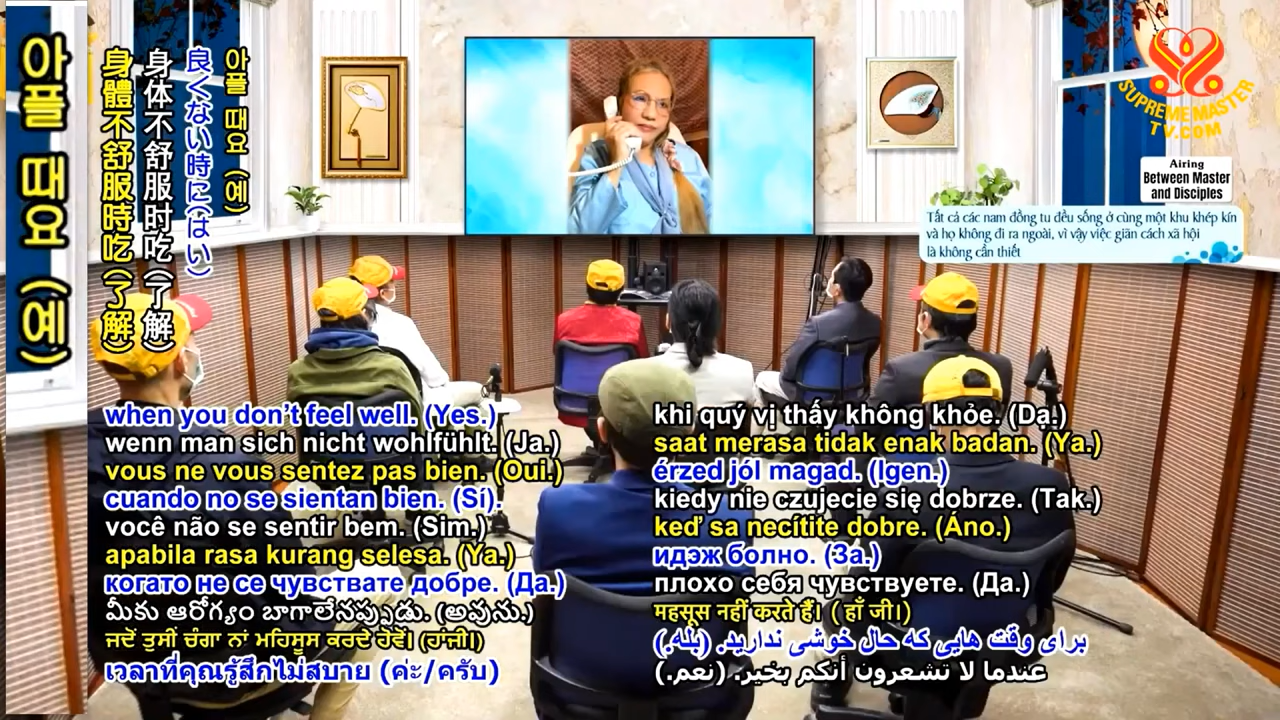 아플 때요 (예)
身體不舒服時吃(了解)
身体不舒服时吃(了解)
良くない時に(はい)
아플 때요 (예)
SUPREME MASTER
TV.COM
Airing
Between Master
and Disciples
Tất cả các nam đồng tu đều sống ở cùng một khu khép kín
và họ không đi ra ngoài, vì vậy việc giãn cách xã hội
là không cần thiết
when you don't feel well. (Yes.)
wenn man sich nicht wohlfühlt. (Ja.)
vous ne vous sentez pas bien. (Oui.)
cuando no se sientan bien. (Sí).
você não se sentir bem. (Sim.)
apabila rasa kurang selesa. (Ya.)
когато не се чувствате добре. (Да.)
మీకు ఆరోగ్యం బాగాలేనప్పుడు. (అవును.)
ਜਦੋਂ ਤੁਸੀਂ ਚੰਗਾ ਨਾਂ ਮਹਿਸੂਸ ਕਰਦੇ ਹੋਵੋਂ। (ਹਾਂਜੀ।)
เวลาที่คุณรู้สึกไม่สบาย (ค่ะ/ครับ)
khi quý vị thấy không khỏe. (Dạ.)
saat merasa tidak enak badan. (Ya.)
érzed jól magad. (Igen.)
kiedy nie czujecie się dobrze. (Tak.)
keď sa necítite dobre. (Áno.)
идэж болно. (За.)
плохо себя чувствуете. (Да.)
महसूस नहीं करते हैं। ( हाँ जी।)
برای وقت هایی که حال خوشی ندارید. (بله.)
عندما لا تشعرون أنكم بخير. (نعم.)